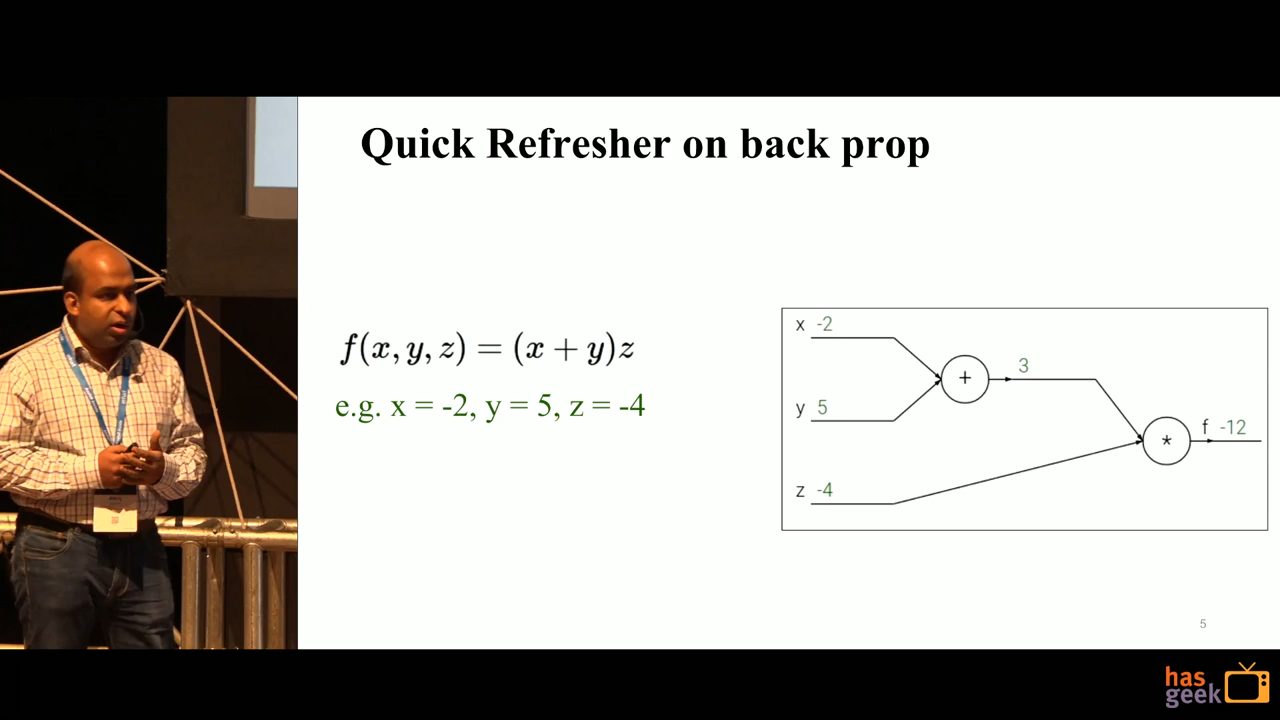 Quick Refresher on back prop
f(x, y, z) = (x + y)z
e.g. x = -2, y = 5, z = -4
x -2
+
3
y 5
*
f -12
z -4
5
has
geek